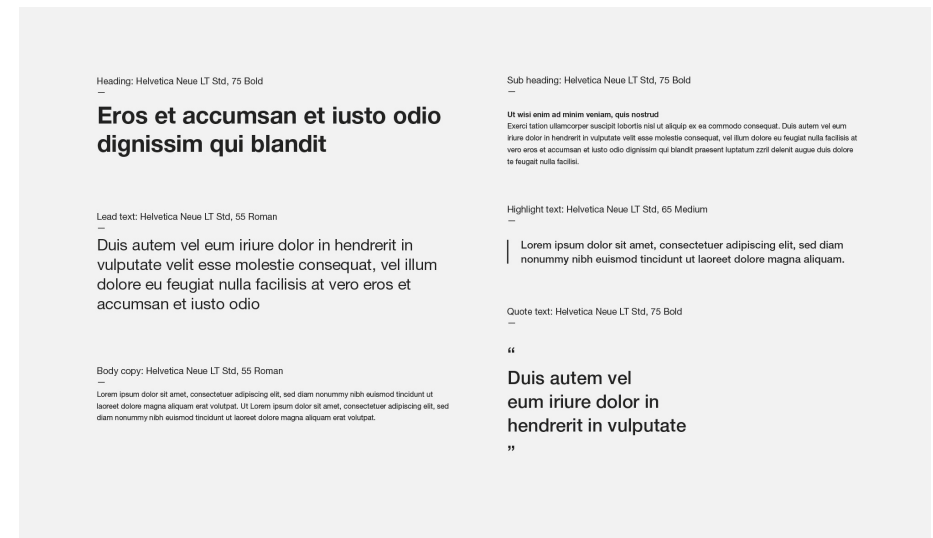 Heading: Helvetica Neue LT Std, 75 Bold
—
Eros et accumsan et iusto odio
dignissim qui blandit
Lead text: Helvetica Neue LT Std, 55 Roman
—
Duis autem vel eum iriure dolor in hendrerit in
vulputate velit esse molestie consequat, vel illum
dolore eu feugiat nulla facilisis at vero eros et
accumsan et iusto odio
Body copy: Helvetica Neue LT Std, 55 Roman
—
Lorem ipsum dolor sit amet, consectetuer adipiscing elit, sed diam nonummy nibh euismod tincidunt ut
laoreet dolore magna aliquam erat volutpat. Ut Lorem ipsum dolor sit amet, consectetuer adipiscing elit, sed
diam nonummy nibh euismod tincidunt ut laoreet dolore magna aliquam erat volutpat.
Sub heading: Helvetica Neue LT Std, 75 Bold
—
Ut wisi enim ad minim veniam, quis nostrud
Exerci tation ullamcorper suscipit lobortis nisl ut aliquip ex ea commodo consequat. Duis autem vel eum
iriure dolor in hendrerit in vulputate velit esse molestie consequat, vel illum dolore eu feugiat nulla facilisis at
vero eros et accumsan et iusto odio dignissim qui blandit praesent luptatum zzril delenit augue duis dolore
te feugait nulla facilisi.
Highlight text: Helvetica Neue LT Std, 65 Medium
—
Lorem ipsum dolor sit amet, consectetuer adipiscing elit, sed diam
nonummy nibh euismod tincidunt ut laoreet dolore magna aliquam.
Quote text: Helvetica Neue LT Std, 75 Bold
—
“
Duis autem vel
eum iriure dolor in
hendrerit in vulputate
”